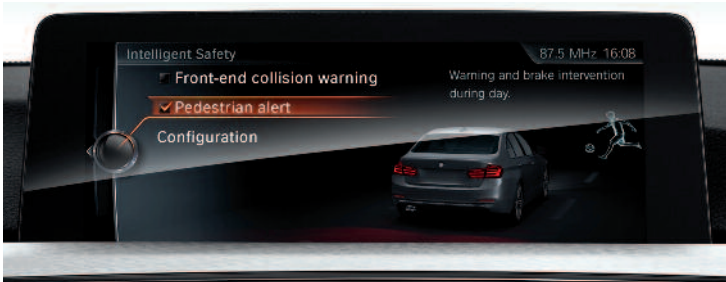 Intelligent Safety
87.5 MHz 16:08
Front-end collision warning
Warning and brake intervention
during day.
Pedestrian alert
Configuration